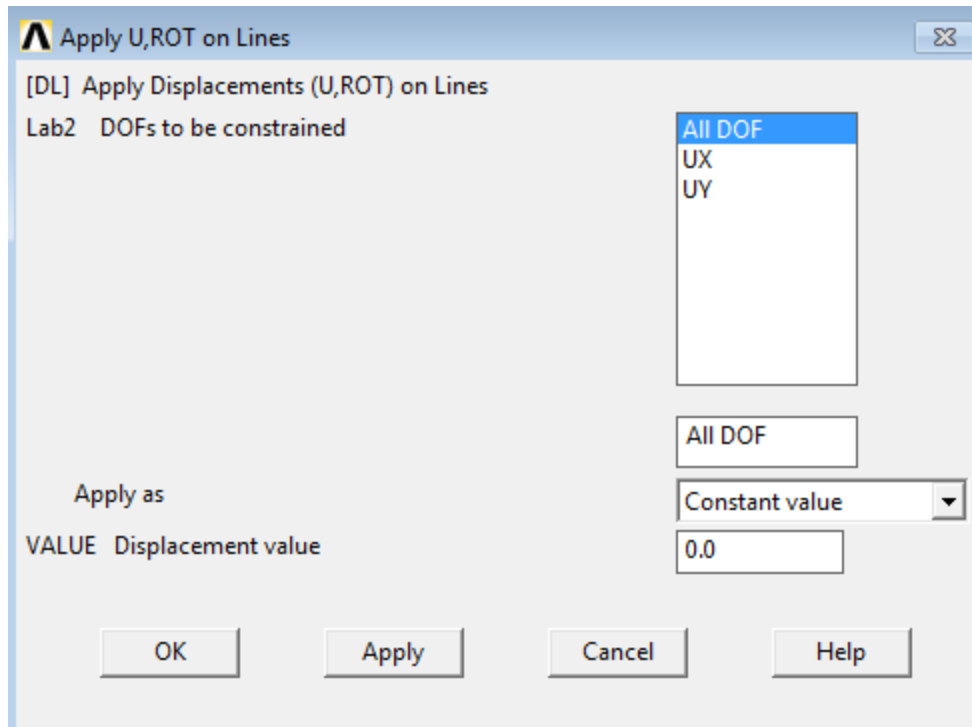 Apply U,ROT on Lines
[DL] Apply Displacements (U,ROT) on Lines
Lab2 DOFs to be constrained
All DOF
UX
UY
All DOF
Apply as
Constant value
VALUE Displacement value
0.0
OK
Apply
Cancel
Help